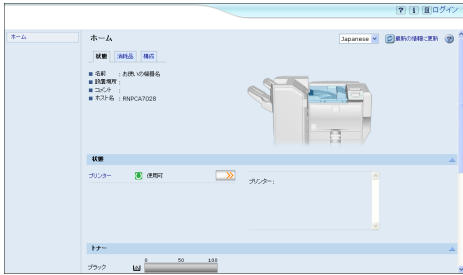 ? i ログイン
ホーム
ホーム
Japanese
最新の情報に更新
?
状態 消耗品 構成
名前 : お使いの機器名
設置場所 :
コメント :
ホスト名 : RNPCA7028
状態
プリンター 使用可
プリンター :
トナー
0 50 100
ブラック